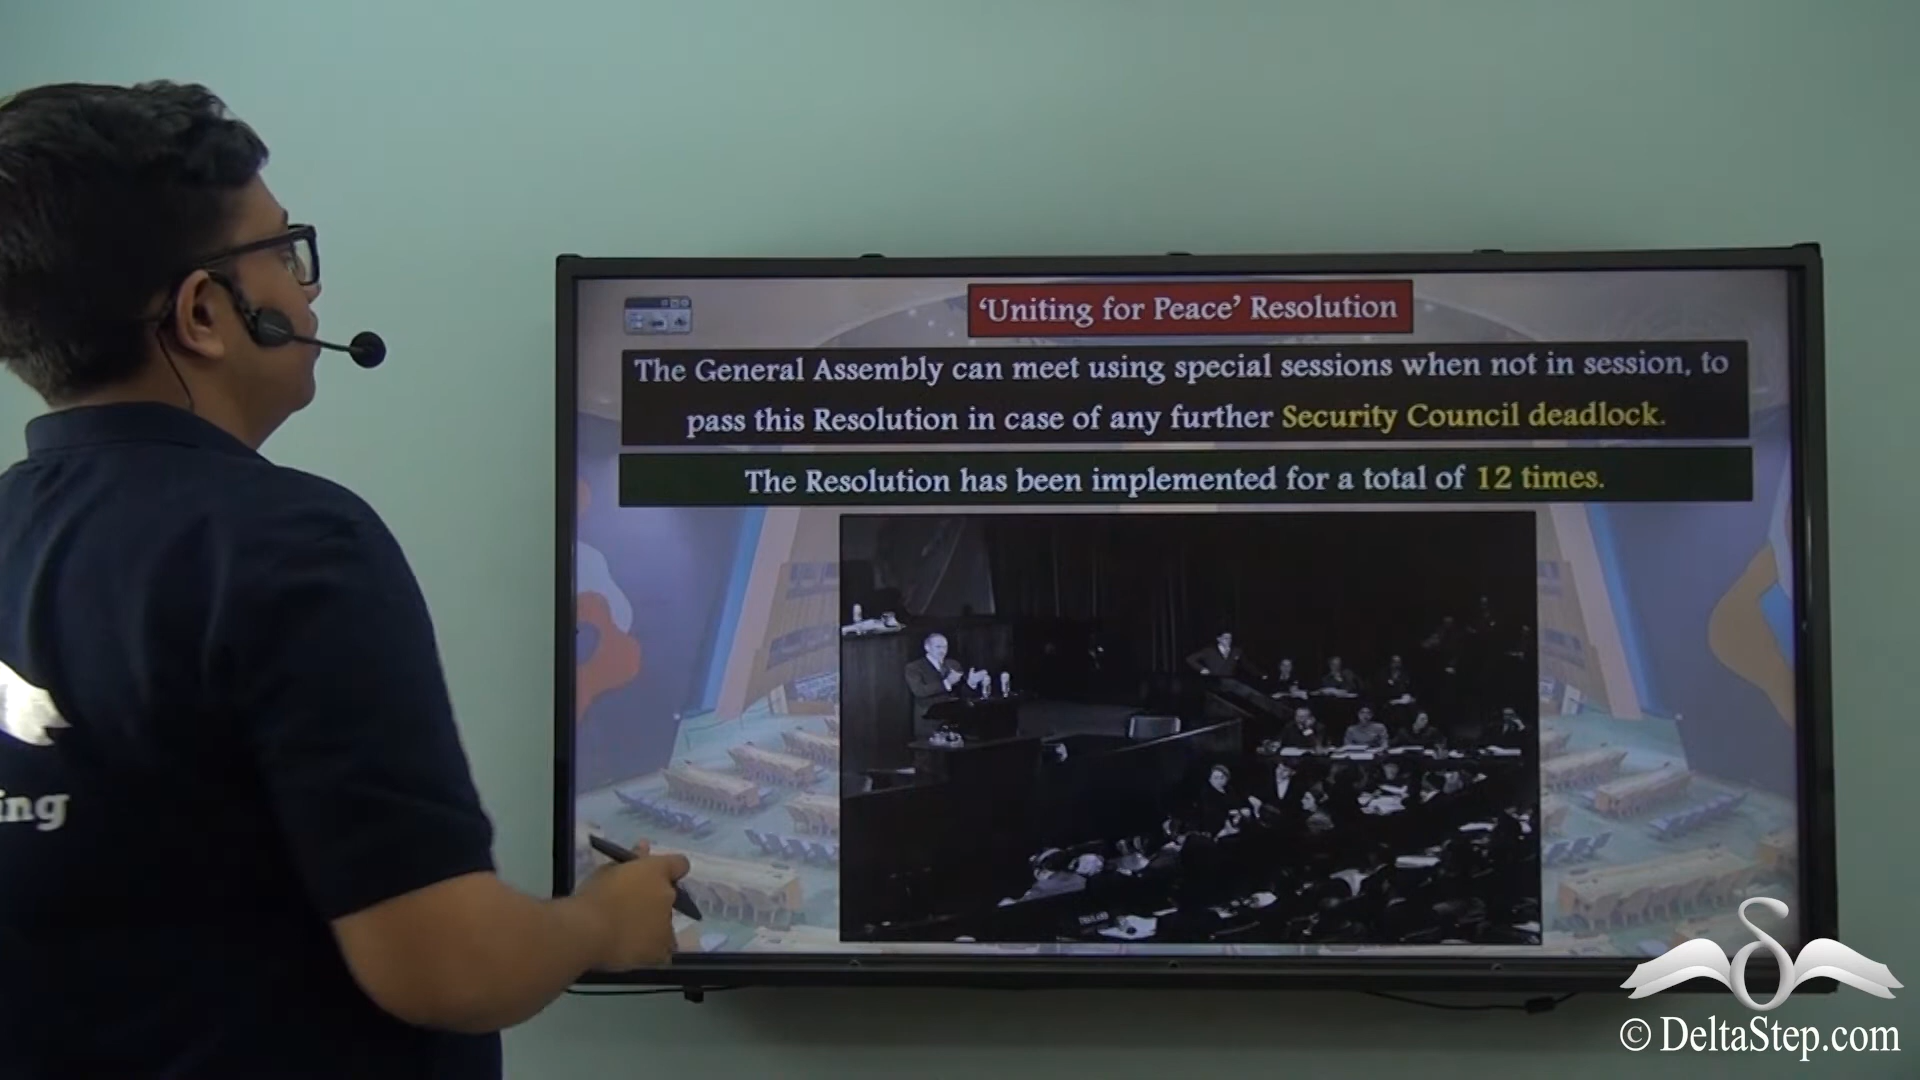 ‘Uniting for Peace’ Resolution
The General Assembly can meet using special sessions when not in session, to
pass this Resolution in case of any further Security Council deadlock.
The Resolution has been implemented for a total of 12 times.
THAILAND
ing
© DeltaStep.com